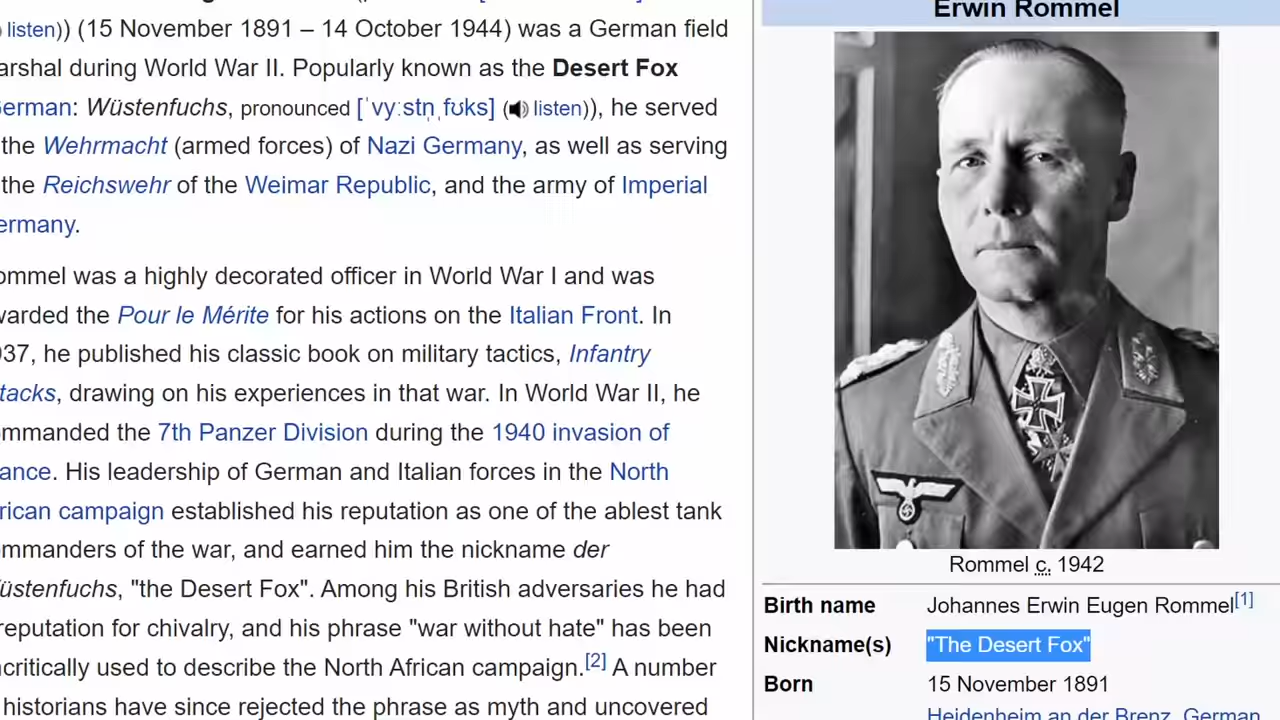 listen)) (15 November 1891 – 14 October 1944) was a German field
arshal during World War II. Popularly known as the Desert Fox
erman: Wüstenfuchs, pronounced [ˈvyːstn̩ˌfʊks] ( listen)), he served
the Wehrmacht (armed forces) of Nazi Germany, as well as serving
the Reichswehr of the Weimar Republic, and the army of Imperial
ermany.
ommel was a highly decorated officer in World War I and was
warded the Pour le Mérite for his actions on the Italian Front. In
937, he published his classic book on military tactics, Infantry
ttacks, drawing on his experiences in that war. In World War II, he
ommanded the 7th Panzer Division during the 1940 invasion of
ance. His leadership of German and Italian forces in the North
rican campaign established his reputation as one of the ablest tank
ommanders of the war, and earned him the nickname der
üstenfuchs, "the Desert Fox". Among his British adversaries he had
reputation for chivalry, and his phrase "war without hate" has been
ncritically used to describe the North African campaign.[2] A number
historians have since rejected the phrase as myth and uncovered
Erwin Rommel
Rommel c. 1942
Birth name Johannes Erwin Eugen Rommel[1]
Nickname(s) "The Desert Fox"
Born 15 November 1891
Heidenheim an der Brenz, German